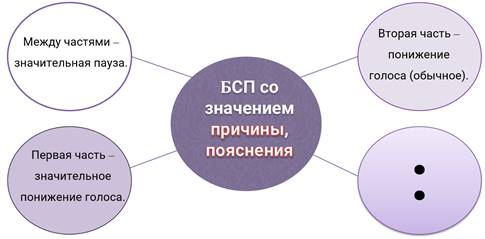 Между частями –
значительная пауза.
Вторая часть –
понижение
голоса (обычное).
БСП со
значением
причины,
пояснения
Первая часть –
значительное
понижение голоса.
: